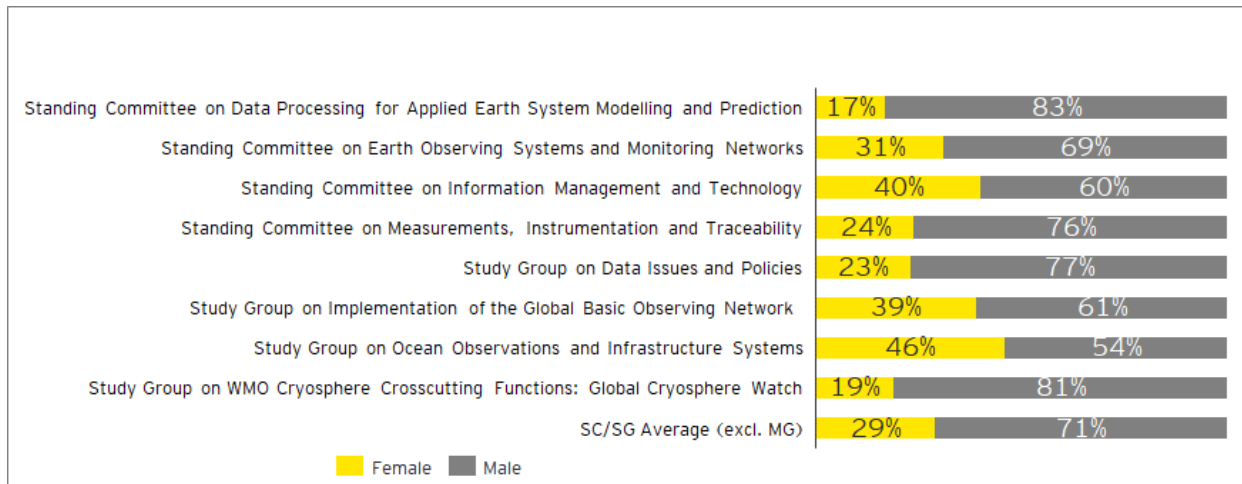 Standing Committee on Data Processing for Applied Earth System Modelling and Prediction 17% 83%
Standing Committee on Earth Observing Systems and Monitoring Networks 31% 69%
Standing Committee on Information Management and Technology 40% 60%
Standing Committee on Measurements, Instrumentation and Traceability 24% 76%
Study Group on Data Issues and Policies 23% 77%
Study Group on Implementation of the Global Basic Observing Network 39% 61%
Study Group on Ocean Observations and Infrastructure Systems 46% 54%
Study Group on WMO Cryosphere Crosscutting Functions: Global Cryosphere Watch 19% 81%
SC/SG Average (excl. MG) 29% 71%
Female Male